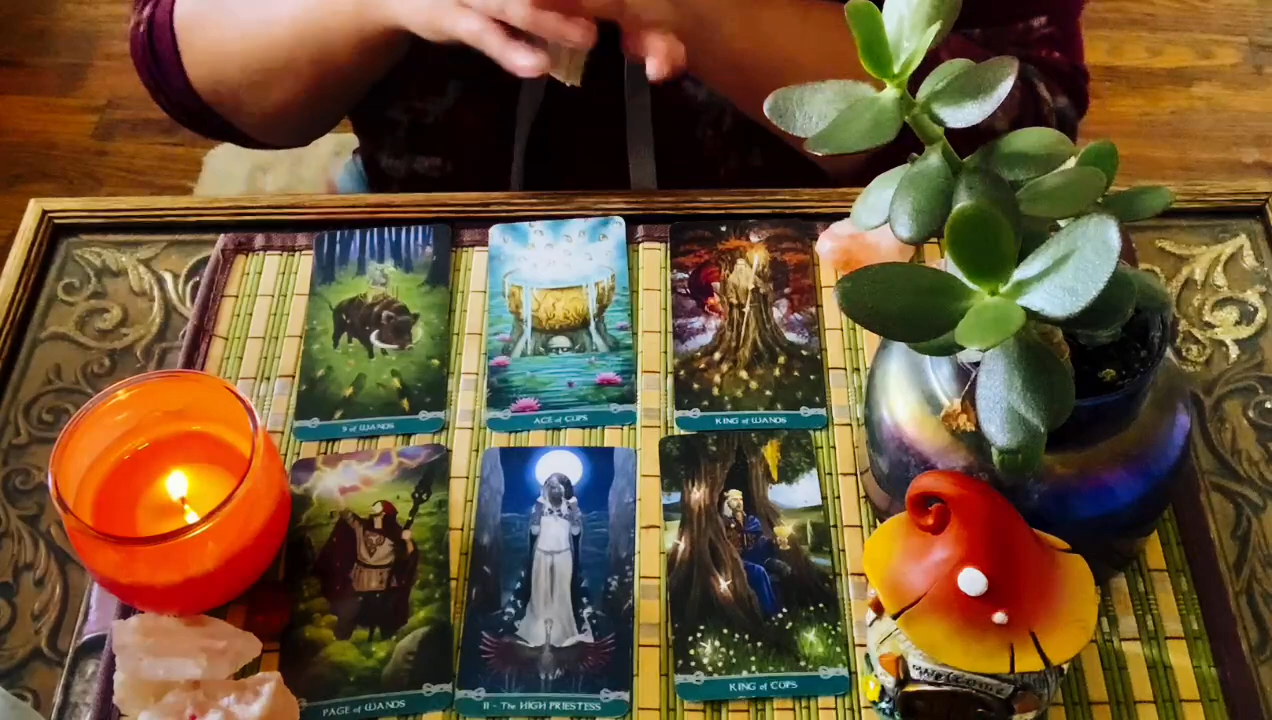 9 of WANDS
ACE of CUPS
KING of WANDS
PAGE of WANDS
II - The HIGH PRIESTESS
KING of CUPS
Welcome